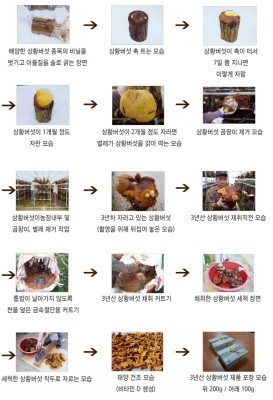 배양한 상황버섯 종목의 비닐을
벗기고 이물질을 솔로 긁는 장면
상황버섯 촉 트는 모습
상황버섯이 촉이 터서
7일 쯤 지나면
이렇게 자람
상황버섯이 1개월 정도
자란 모습
상황버섯이 2개월 정도 자라면
벌레가 상황버섯을 갉아 먹는 모습
상황버섯 곰팡이 제거 모습
상황버섯이농장내부 및
곰팡이, 벌레 제거 작업
3년차 자라고 있는 상황버섯
(촬영을 위해 뒤집어 놓은 모습)
3년산 상황버섯 채취직전 모습
톱밥이 날아가지 않도록
천을 덮은 금속절단톱 커트기
3년산 상황버섯 채취 커트기
채취한 상황버섯 세척 장면
세척한 상황버섯 작두로 자르는 모습
태양 건조 모습
(비타민 D 생성)
3년산 상황버섯 제품 포장 모습
위 200g / 아래 100g